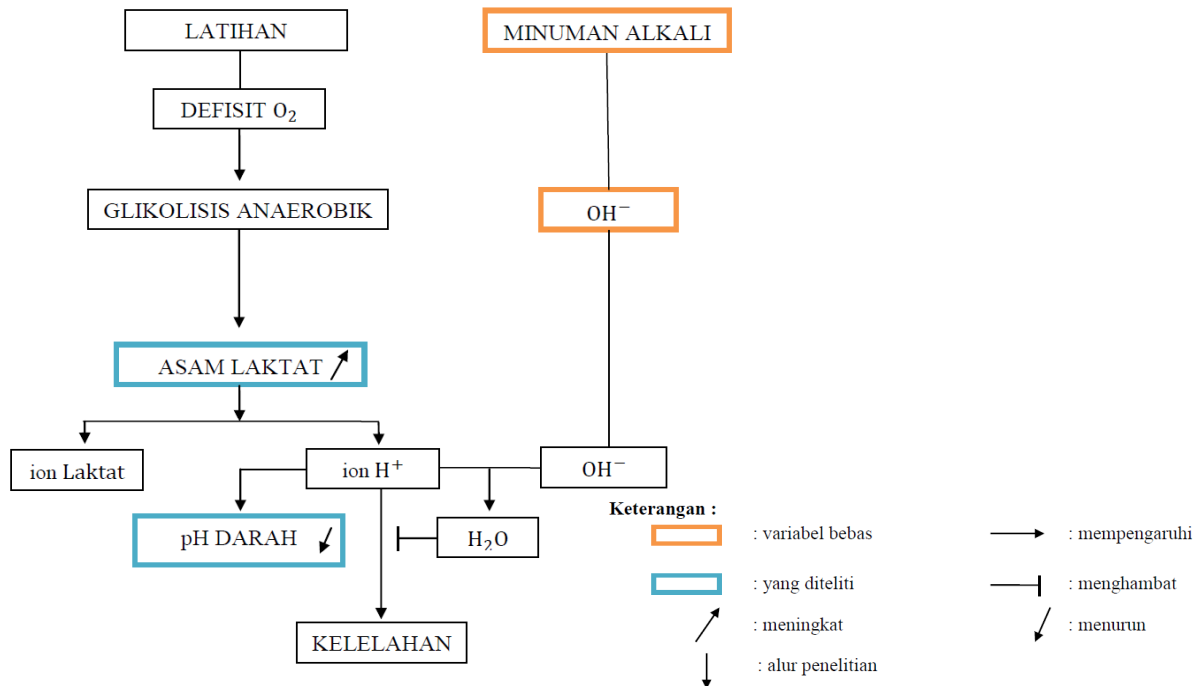 LATIHAN
MINUMAN ALKALI
DEFISIT O₂
GLIKOLISIS ANAEROBIK
OH⁻
ASAM LAKTAT
ion Laktat
ion H⁺
OH⁻
pH DARAH
H₂O
KELELAHAN
Keterangan :
: variabel bebas
: mempengaruhi
: yang diteliti
: menghambat
: meningkat
: menurun
: alur penelitian